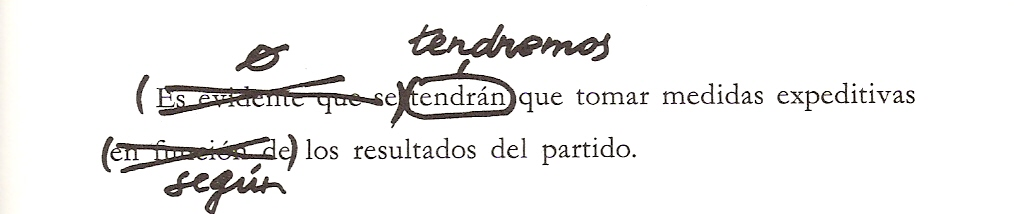 ø tendremos
(Es evidente que se) tendrán que tomar medidas expeditivas
(en función de) los resultados del partido.
según